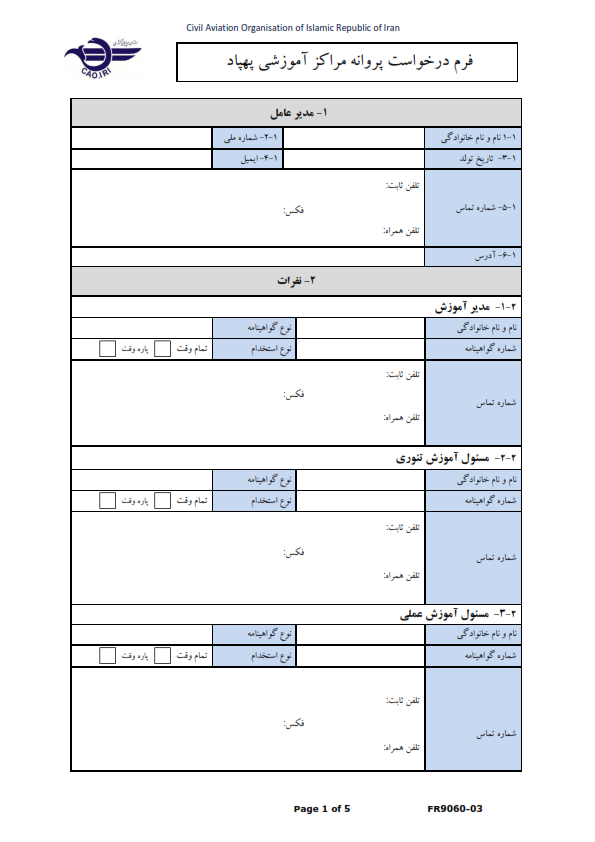 Civil Aviation Organisation of Islamic Republic of Iran
CAO.IRI
فرم درخواست پروانه مراکز آموزشی پهپاد
۱- مدیر عامل
۱-۱ نام و نام خانوادگی
۲-۱- شماره ملی
۳-۱- تاریخ تولد
۴-۱- ایمیل
۵-۱- شماره تماس
تلفن ثابت:
فکس:
تلفن همراه:
۶-۱- آدرس
۲- نفرات
۱-۲- مدیر آموزش
نام و نام خانوادگی
نوع گواهینامه
شماره گواهینامه
نوع استخدام
تمام وقت
پاره وقت
شماره تماس
تلفن ثابت:
فکس:
تلفن همراه:
۲-۲- مسئول آموزش تئوری
نام و نام خانوادگی
نوع گواهینامه
شماره گواهینامه
نوع استخدام
تمام وقت
پاره وقت
شماره تماس
تلفن ثابت:
فکس:
تلفن همراه:
۳-۲- مسئول آموزش عملی
نام و نام خانوادگی
نوع گواهینامه
شماره گواهینامه
نوع استخدام
تمام وقت
پاره وقت
شماره تماس
تلفن ثابت:
فکس:
تلفن همراه:
Page 1 of 5
FR9060-03